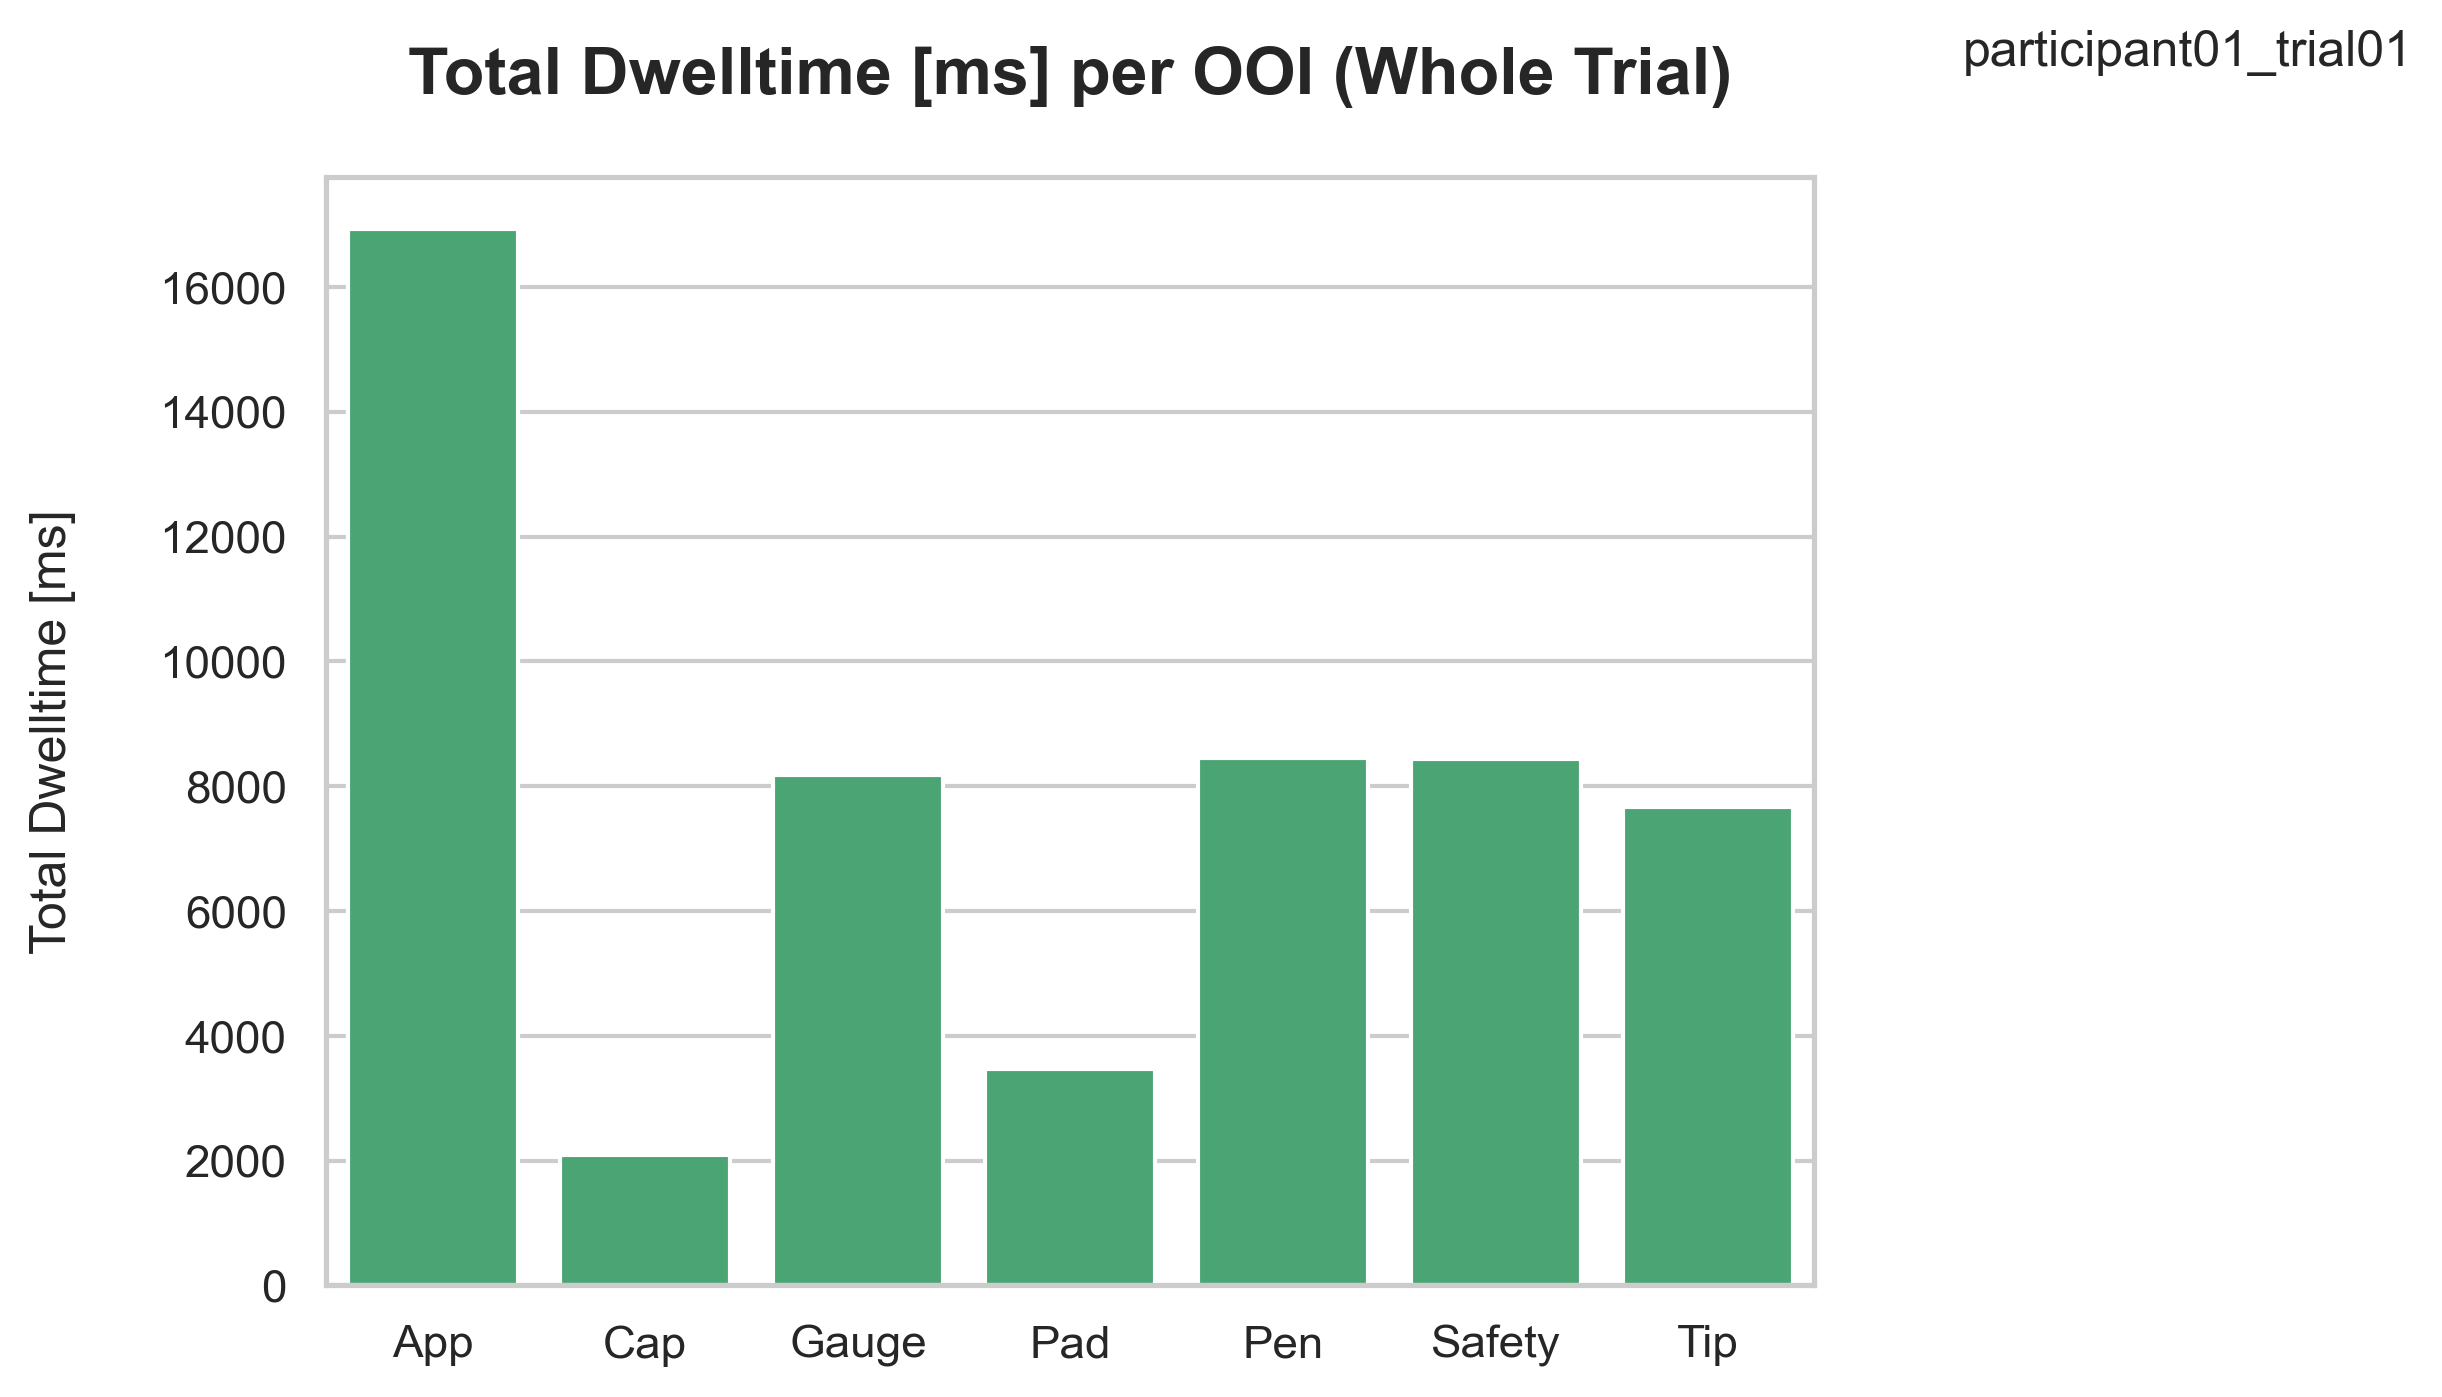 participant01_trial01
Total Dwelltime [ms] per OOI (Whole Trial)
Total Dwelltime [ms]
16000
14000
12000
10000
8000
6000
4000
2000
0
App Cap Gauge Pad Pen Safety Tip